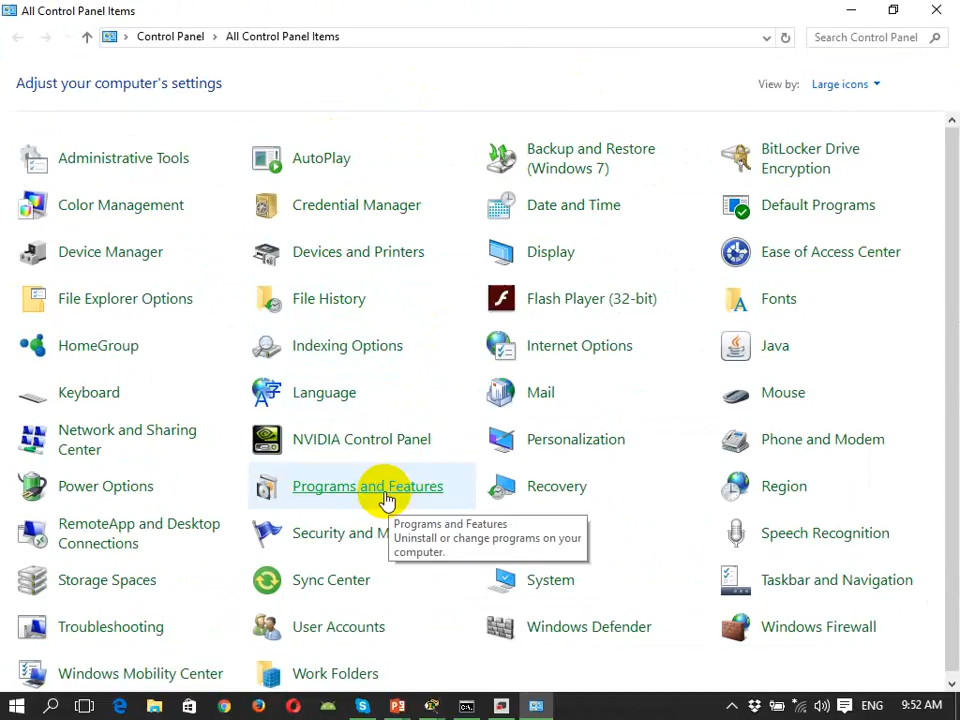 All Control Panel Items
Control Panel > All Control Panel Items
Search Control Panel
Adjust your computer's settings
View by: Large icons
Administrative Tools
AutoPlay
Backup and Restore
(Windows 7)
BitLocker Drive
Encryption
Color Management
Credential Manager
Date and Time
Default Programs
Device Manager
Devices and Printers
Display
Ease of Access Center
File Explorer Options
File History
Flash Player (32-bit)
Fonts
HomeGroup
Indexing Options
Internet Options
Java
Keyboard
Language
Mail
Mouse
Network and Sharing
Center
NVIDIA Control Panel
Personalization
Phone and Modem
Power Options
Programs and Features
Recovery
Region
RemoteApp and Desktop
Connections
Security and M
Programs and Features
Uninstall or change programs on your
computer.
Speech Recognition
Storage Spaces
Sync Center
System
Taskbar and Navigation
Troubleshooting
User Accounts
Windows Defender
Windows Firewall
Windows Mobility Center
Work Folders
ENG
9:52 AM